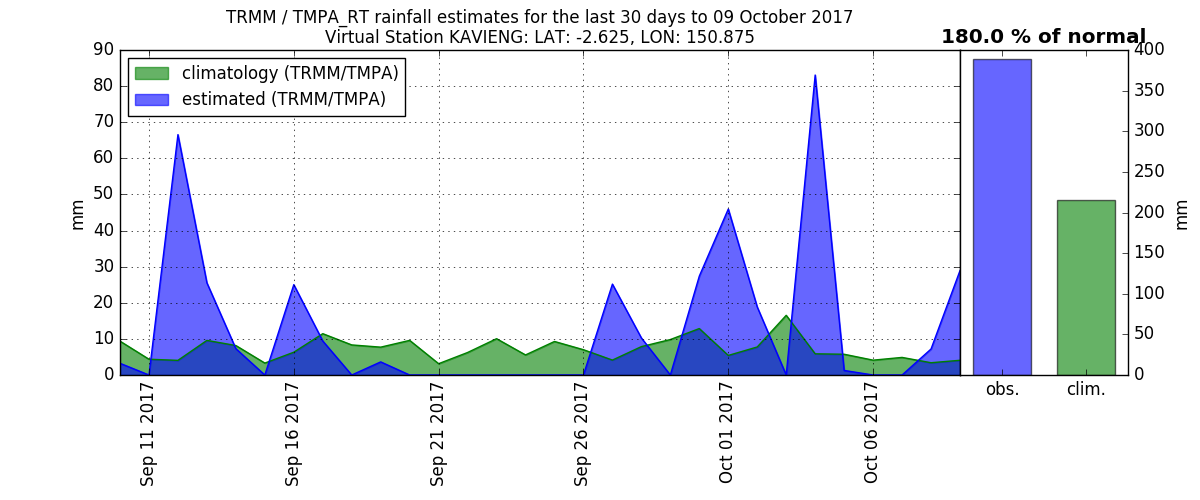 TRMM / TMPA_RT rainfall estimates for the last 30 days to 09 October 2017
Virtual Station KAVIENG: LAT: -2.625, LON: 150.875
180.0 % of normal
climatology (TRMM/TMPA)
estimated (TRMM/TMPA)
mm
90
80
70
60
50
40
30
20
10
0
Sep 11 2017
Sep 16 2017
Sep 21 2017
Sep 26 2017
Oct 01 2017
Oct 06 2017
400
350
300
250
200
150
100
50
0
mm
obs.
clim.